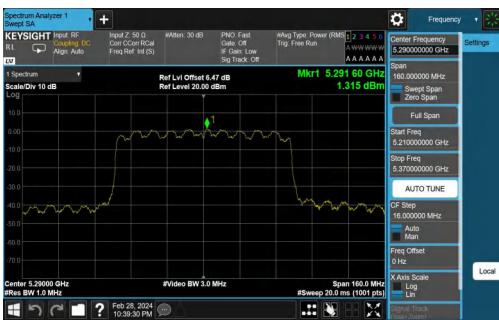 Spectrum Analyzer 1
Swept SA
Frequency
KEYSIGHT
RL
Input: RF
Coupling: DC
Align: Auto
Input Z: 50 Ω
Corr CCorr RCal
Freq Ref: Int (S)
#Atten: 30 dB
PNO: Fast
Gate: Off
IF Gain: Low
Sig Track: Off
#Avg Type: Power (RMS)
Trig: Free Run
1 2 3 4 5 6
A W W W W W
A A A A A A
LV
1 Spectrum
Scale/Div 10 dB
Log
Ref Lvl Offset 6.47 dB
Ref Level 20.00 dBm
Mkr1 5.291 60 GHz
1.315 dBm
1
10.0
0.00
-10.0
-20.0
-30.0
-40.0
-50.0
-60.0
-70.0
Center 5.29000 GHz
#Res BW 1.0 MHz
#Video BW 3.0 MHz
Span 160.0 MHz
#Sweep 20.0 ms (1001 pts)
Feb 28, 2024
10:39:30 PM
?
Center Frequency
5.290000000 GHz
Span
160.000000 MHz
Swept Span
Zero Span
Full Span
Start Freq
5.210000000 GHz
Stop Freq
5.370000000 GHz
AUTO TUNE
CF Step
16.000000 MHz
Auto
Man
Freq Offset
0 Hz
X Axis Scale
Log
Lin
Signal Track
(Span Zoom)
Settings
Local